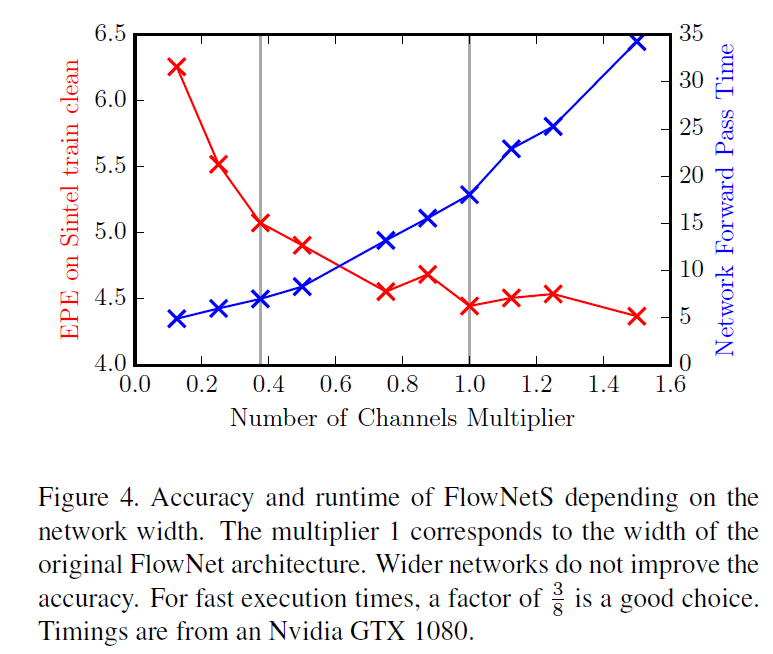 6.5
6.0
5.5
5.0
4.5
4.0
EPE on Sintel train clean
35
30
25
20
15
10
5
0
Network Forward Pass Time
0.0 0.2 0.4 0.6 0.8 1.0 1.2 1.4 1.6
Number of Channels Multiplier
Figure 4. Accuracy and runtime of FlowNetS depending on the
network width. The multiplier 1 corresponds to the width of the
original FlowNet architecture. Wider networks do not improve the
accuracy. For fast execution times, a factor of 3/8 is a good choice.
Timings are from an Nvidia GTX 1080.